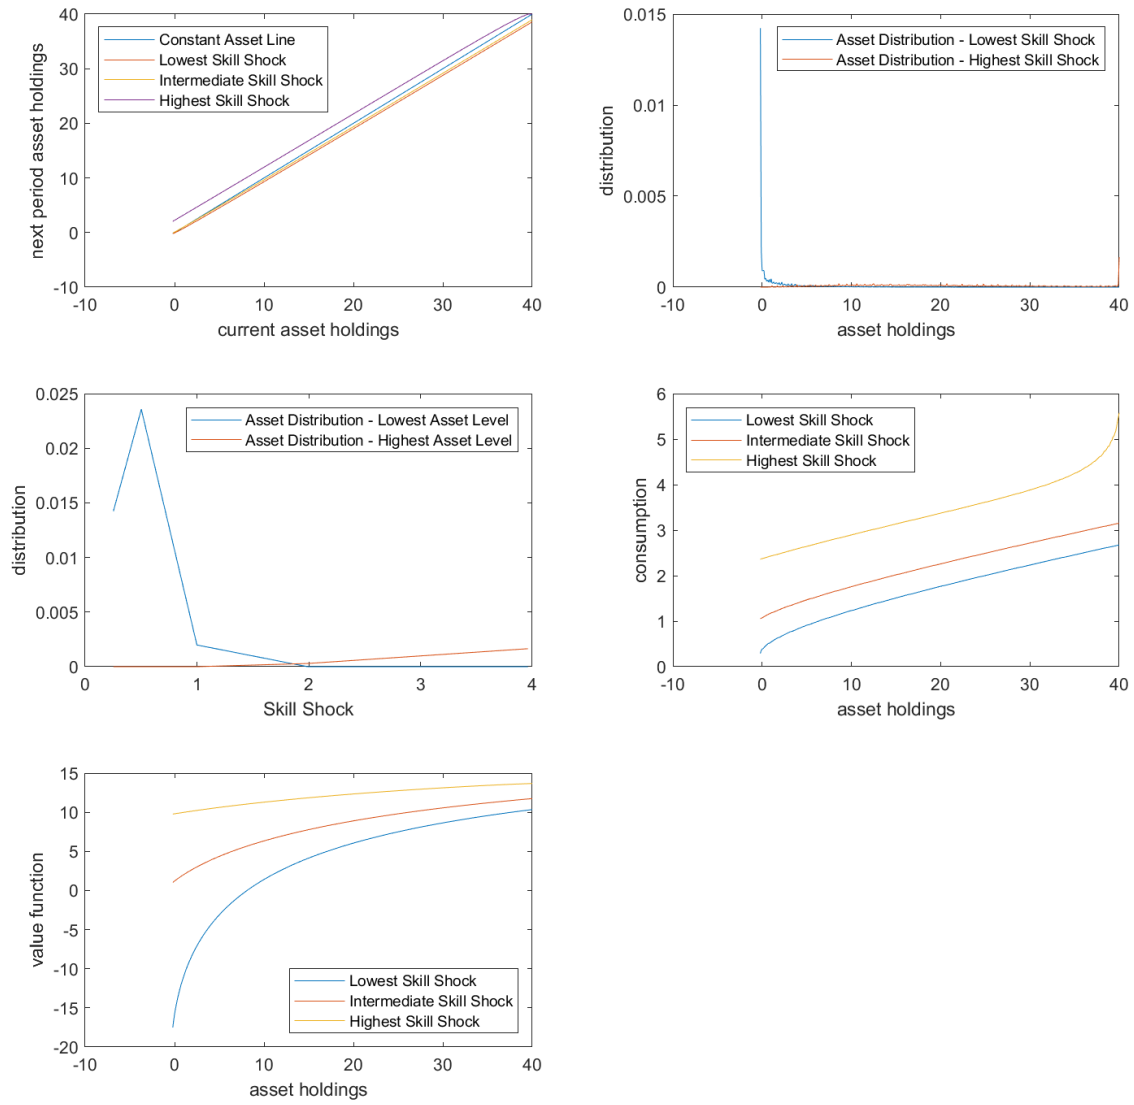 40
30
20
10
0
-10
-10
0
10
20
30
40
next period asset holdings
current asset holdings
Constant Asset Line
Lowest Skill Shock
Intermediate Skill Shock
Highest Skill Shock
0.015
0.01
0.005
0
-10
0
10
20
30
40
distribution
asset holdings
Asset Distribution - Lowest Skill Shock
Asset Distribution - Highest Skill Shock
0.025
0.02
0.015
0.01
0.005
0
0
1
2
3
4
distribution
Skill Shock
Asset Distribution - Lowest Asset Level
Asset Distribution - Highest Asset Level
6
5
4
3
2
1
0
-10
0
10
20
30
40
consumption
asset holdings
Lowest Skill Shock
Intermediate Skill Shock
Highest Skill Shock
15
10
5
0
-5
-10
-15
-20
-10
0
10
20
30
40
value function
asset holdings
Lowest Skill Shock
Intermediate Skill Shock
Highest Skill Shock